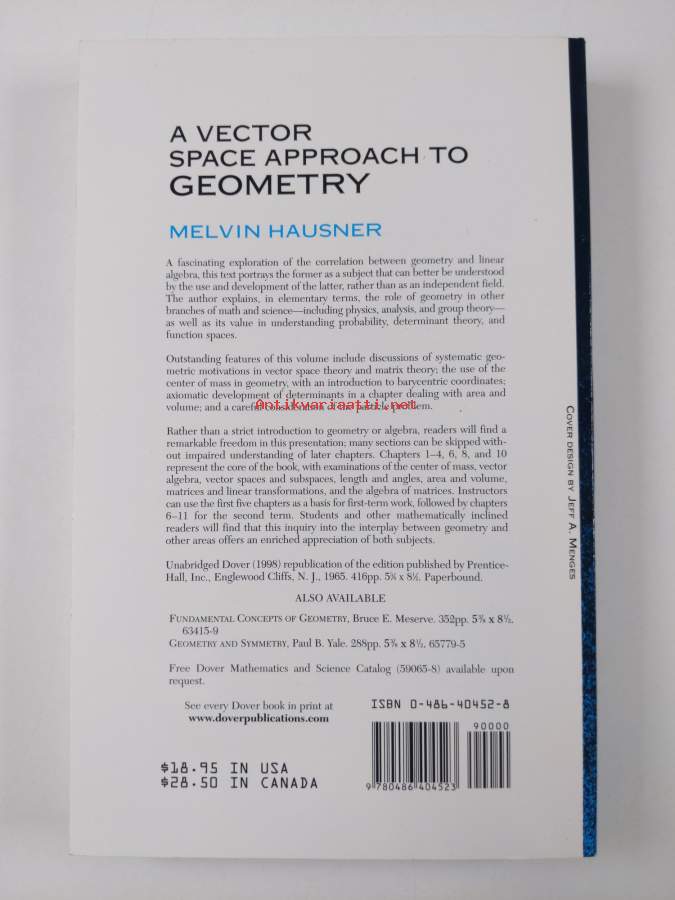 A VECTOR
SPACE APPROACH TO
GEOMETRY
MELVIN HAUSNER
A fascinating exploration of the correlation between geometry and linear
algebra, this text portrays the former as a subject that can better be understood
by the use and development of the latter, rather than as an independent field.
The author explains, in elementary terms, the role of geometry in other
branches of math and science—including physics, analysis, and group theory—
as well as its value in understanding probability, determinant theory, and
function spaces.
Outstanding features of this volume include discussions of systematic geo-
metric motivations in vector space theory and matrix theory; the use of the
center of mass in geometry, with an introduction to barycentric coordinates;
axiomatic development of determinants in a chapter dealing with area and
volume; and a careful consideration of the particle problem.
Antikvariaatti.net
Rather than a strict introduction to geometry or algebra, readers will find a
remarkable freedom in this presentation; many sections can be skipped with-
out impaired understanding of later chapters. Chapters 1–4, 6, 8, and 10
represent the core of the book, with examinations of the center of mass, vector
algebra, vector spaces and subspaces, length and angles, area and volume,
matrices and linear transformations, and the algebra of matrices. Instructors
can use the first five chapters as a basis for first-term work, followed by chapters
6–11 for the second term. Students and other mathematically inclined
readers will find that this inquiry into the interplay between geometry and
other areas offers an enriched appreciation of both subjects.
Unabridged Dover (1998) republication of the edition published by Prentice-
Hall, Inc., Englewood Cliffs, N. J., 1965. 416pp. 5⅜ x 8½. Paperbound.
ALSO AVAILABLE
FUNDAMENTAL CONCEPTS OF GEOMETRY, Bruce E. Meserve. 352pp. 5⅜ x 8½.
63415-9
GEOMETRY AND SYMMETRY, Paul B. Yale. 288pp. 5⅜ x 8½. 65779-5
Free Dover Mathematics and Science Catalog (59065-8) available upon
request.
See every Dover book in print at
www.doverpublications.com
ISBN 0-486-40452-8
90000
9 780486 404523
$18.95 IN USA
$28.50 IN CANADA
COVER DESIGN BY JEFF A. MENGES